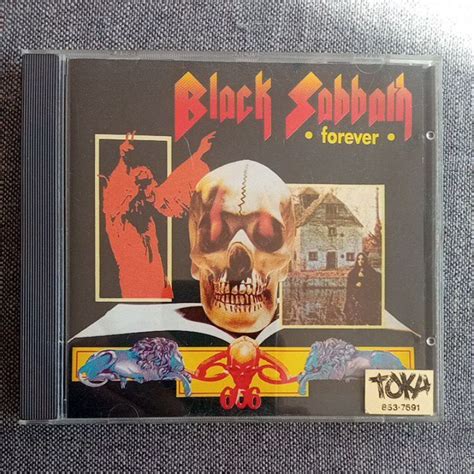 Black Sabbath
• forever •
666
TOKA
853-7691